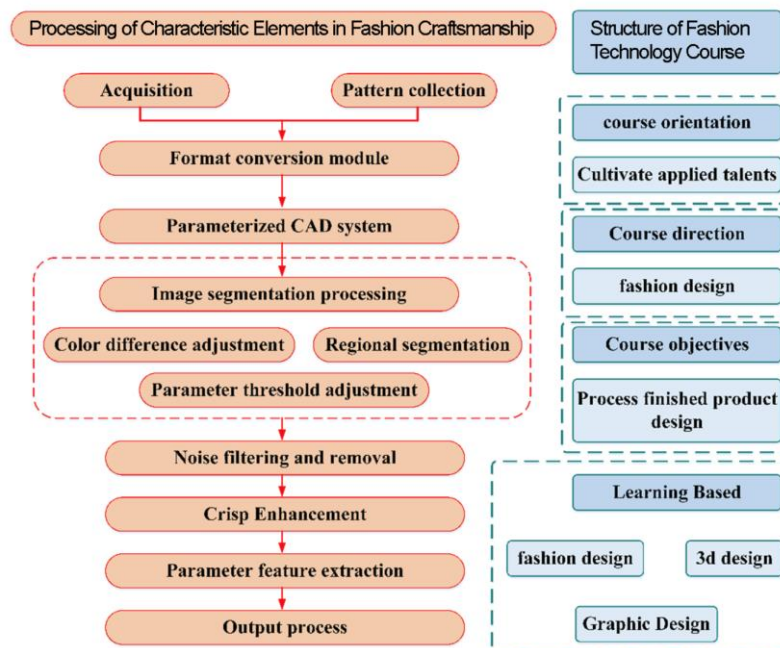 Processing of Characteristic Elements in Fashion Craftsmanship
Acquisition
Pattern collection
Format conversion module
Parameterized CAD system
Image segmentation processing
Color difference adjustment
Regional segmentation
Parameter threshold adjustment
Noise filtering and removal
Crisp Enhancement
Parameter feature extraction
Output process
Structure of Fashion
Technology Course
course orientation
Cultivate applied talents
Course direction
fashion design
Course objectives
Process finished product
design
Learning Based
fashion design
3d design
Graphic Design